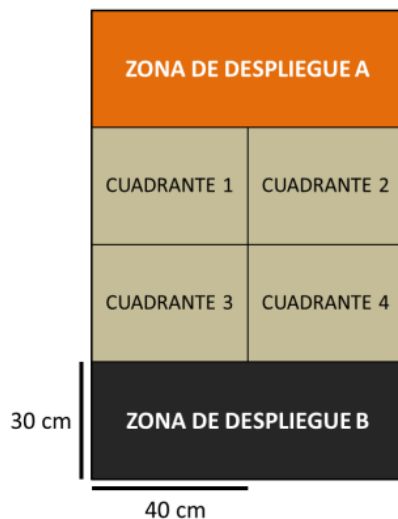 ZONA DE DESPLIEGUE A
CUADRANTE 1
CUADRANTE 2
CUADRANTE 3
CUADRANTE 4
30 cm
ZONA DE DESPLIEGUE B
40 cm